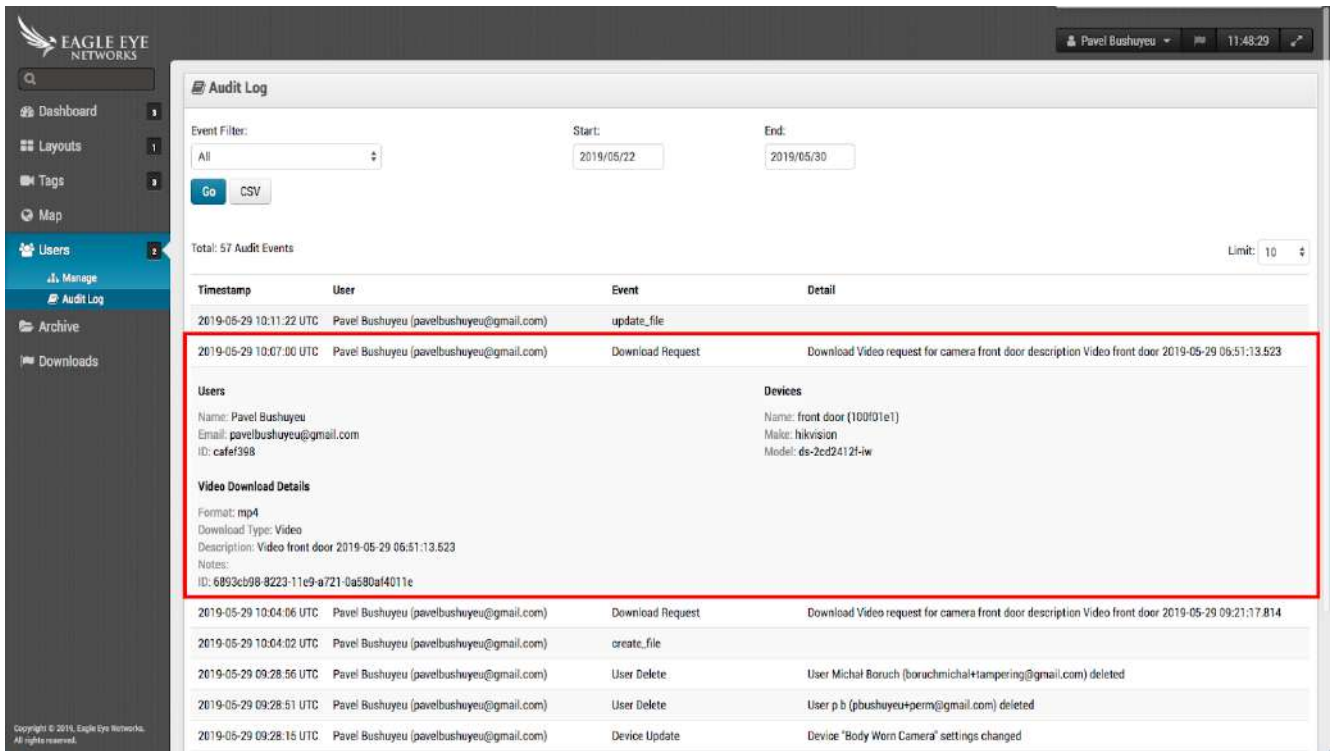 EAGLE EYE
NETWORKS
Pavel Bushuyeu
11:48:29
Dashboard 3
Layouts 1
Tags 3
Map
Users 2
Manage
Audit Log
Archive
Downloads
Copyright © 2019, Eagle Eye Networks.
All rights reserved.
Audit Log
Event Filter: Start: End:
All 2019/05/22 2019/05/30
Go CSV
Total: 57 Audit Events Limit: 10
Timestamp User Event Detail
2019-05-29 10:11:22 UTC Pavel Bushuyeu (pavelbushuyeu@gmail.com) update_file
2019-05-29 10:07:00 UTC Pavel Bushuyeu (pavelbushuyeu@gmail.com) Download Request Download Video request for camera front door description Video front door 2019-05-29 06:51:13.523
Users Devices
Name: Pavel Bushuyeu Name: front door (100f01e1)
Email: pavelbushuyeu@gmail.com Make: hikvision
ID: cafef398 Model: ds-2cd2412f-iw
Video Download Details
Format: mp4
Download Type: Video
Description: Video front door 2019-05-29 06:51:13.523
Notes:
ID: 6893cb98-8223-11e9-a721-0a580af4011e
2019-05-29 10:04:06 UTC Pavel Bushuyeu (pavelbushuyeu@gmail.com) Download Request Download Video request for camera front door description Video front door 2019-05-29 09:21:17.814
2019-05-29 10:04:02 UTC Pavel Bushuyeu (pavelbushuyeu@gmail.com) create_file
2019-05-29 09:28:56 UTC Pavel Bushuyeu (pavelbushuyeu@gmail.com) User Delete User Michał Boruch (boruchmichal+tampering@gmail.com) deleted
2019-05-29 09:28:51 UTC Pavel Bushuyeu (pavelbushuyeu@gmail.com) User Delete User p b (pbushuyeu+perm@gmail.com) deleted
2019-05-29 09:28:15 UTC Pavel Bushuyeu (pavelbushuyeu@gmail.com) Device Update Device "Body Worn Camera" settings changed